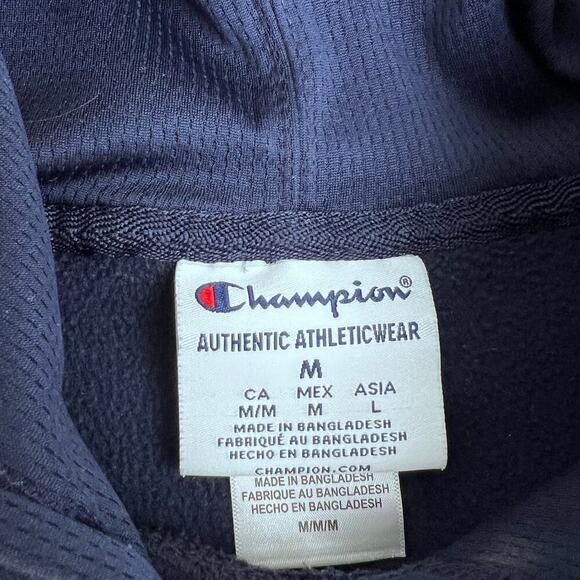 Champion®
AUTHENTIC ATHLETICWEAR
M
CA MEX ASIA
M/M M L
MADE IN BANGLADESH
FABRIQUÉ AU BANGLADESH
HECHO EN BANGLADESH
CHAMPION.COM
MADE IN BANGLADESH
FABRIQUE AU BANGLADESH
HECHO EN BANGLADESH
M/M/M